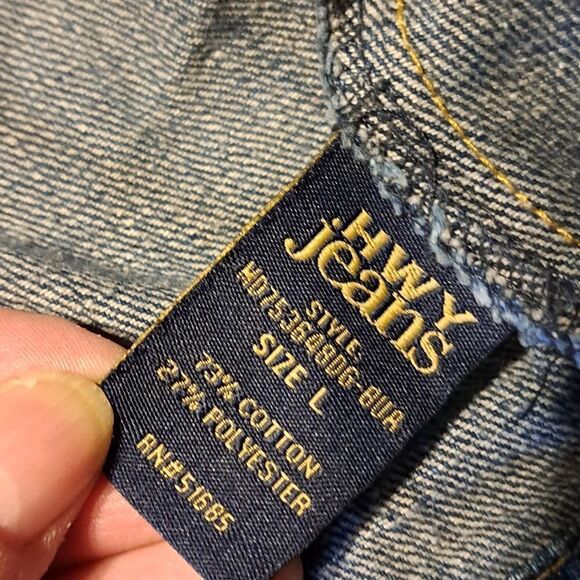 .HWY
jeans
STYLE
SIZE L
73% COTTON
27% POLYESTER
RN# 51685